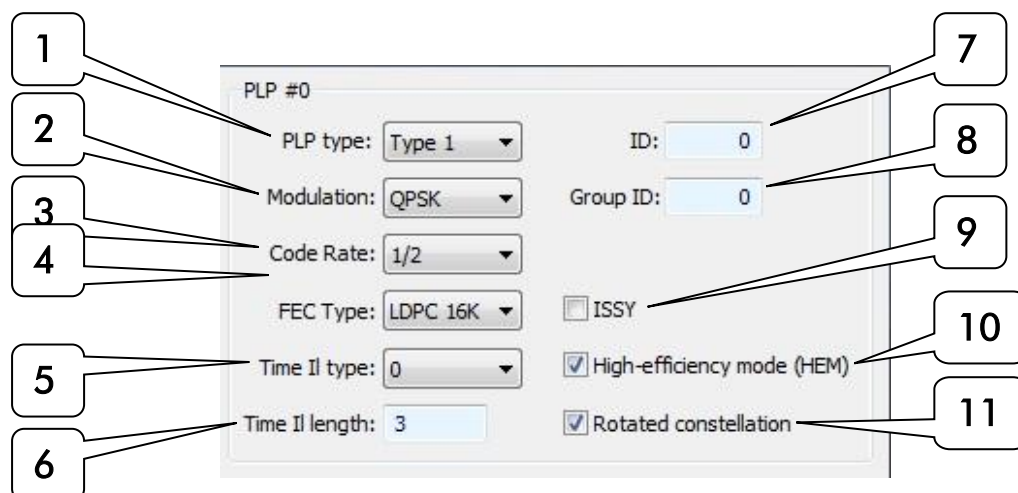 1
7
PLP #0
2
PLP type: Type 1
ID: 0
8
3
Modulation: QPSK
Group ID: 0
4
Code Rate: 1/2
9
FEC Type: LDPC 16K
ISSY
10
5
Time Il type: 0
High-efficiency mode (HEM)
11
6
Time Il length: 3
Rotated constellation